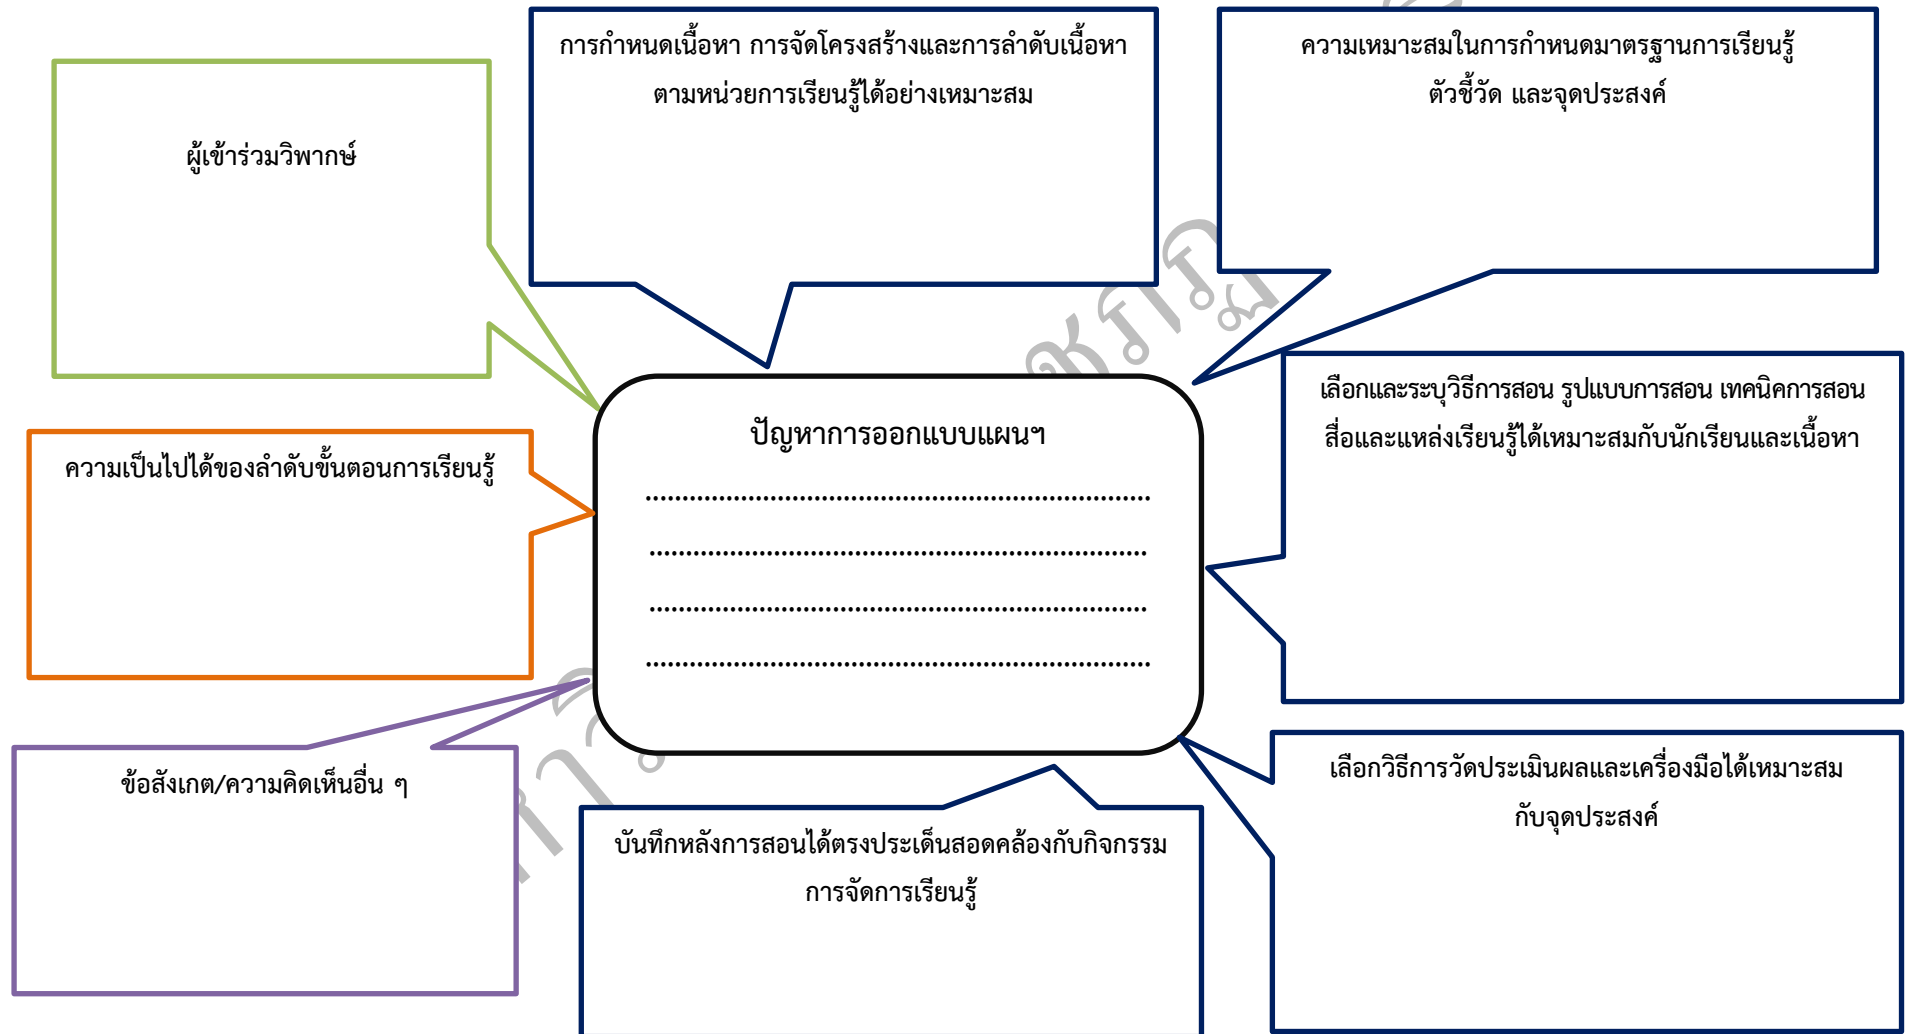 การกำหนดเนื้อหา การจัดโครงสร้างและการลำดับเนื้อหา
ตามหน่วยการเรียนรู้ได้อย่างเหมาะสม
ความเหมาะสมในการกำหนดมาตรฐานการเรียนรู้
ตัวชี้วัด และจุดประสงค์
ผู้เข้าร่วมวิพากษ์
เลือกและระบุวิธีการสอน รูปแบบการสอน เทคนิคการสอน
สื่อและแหล่งเรียนรู้ได้เหมาะสมกับนักเรียนและเนื้อหา
ปัญหาการออกแบบแผนฯ
ความเป็นไปได้ของลำดับขั้นตอนการเรียนรู้
ข้อสังเกต/ความคิดเห็นอื่น ๆ
เลือกวิธีการวัดประเมินผลและเครื่องมือได้เหมาะสม
กับจุดประสงค์
บันทึกหลังการสอนได้ตรงประเด็นสอดคล้องกับกิจกรรม
การจัดการเรียนรู้